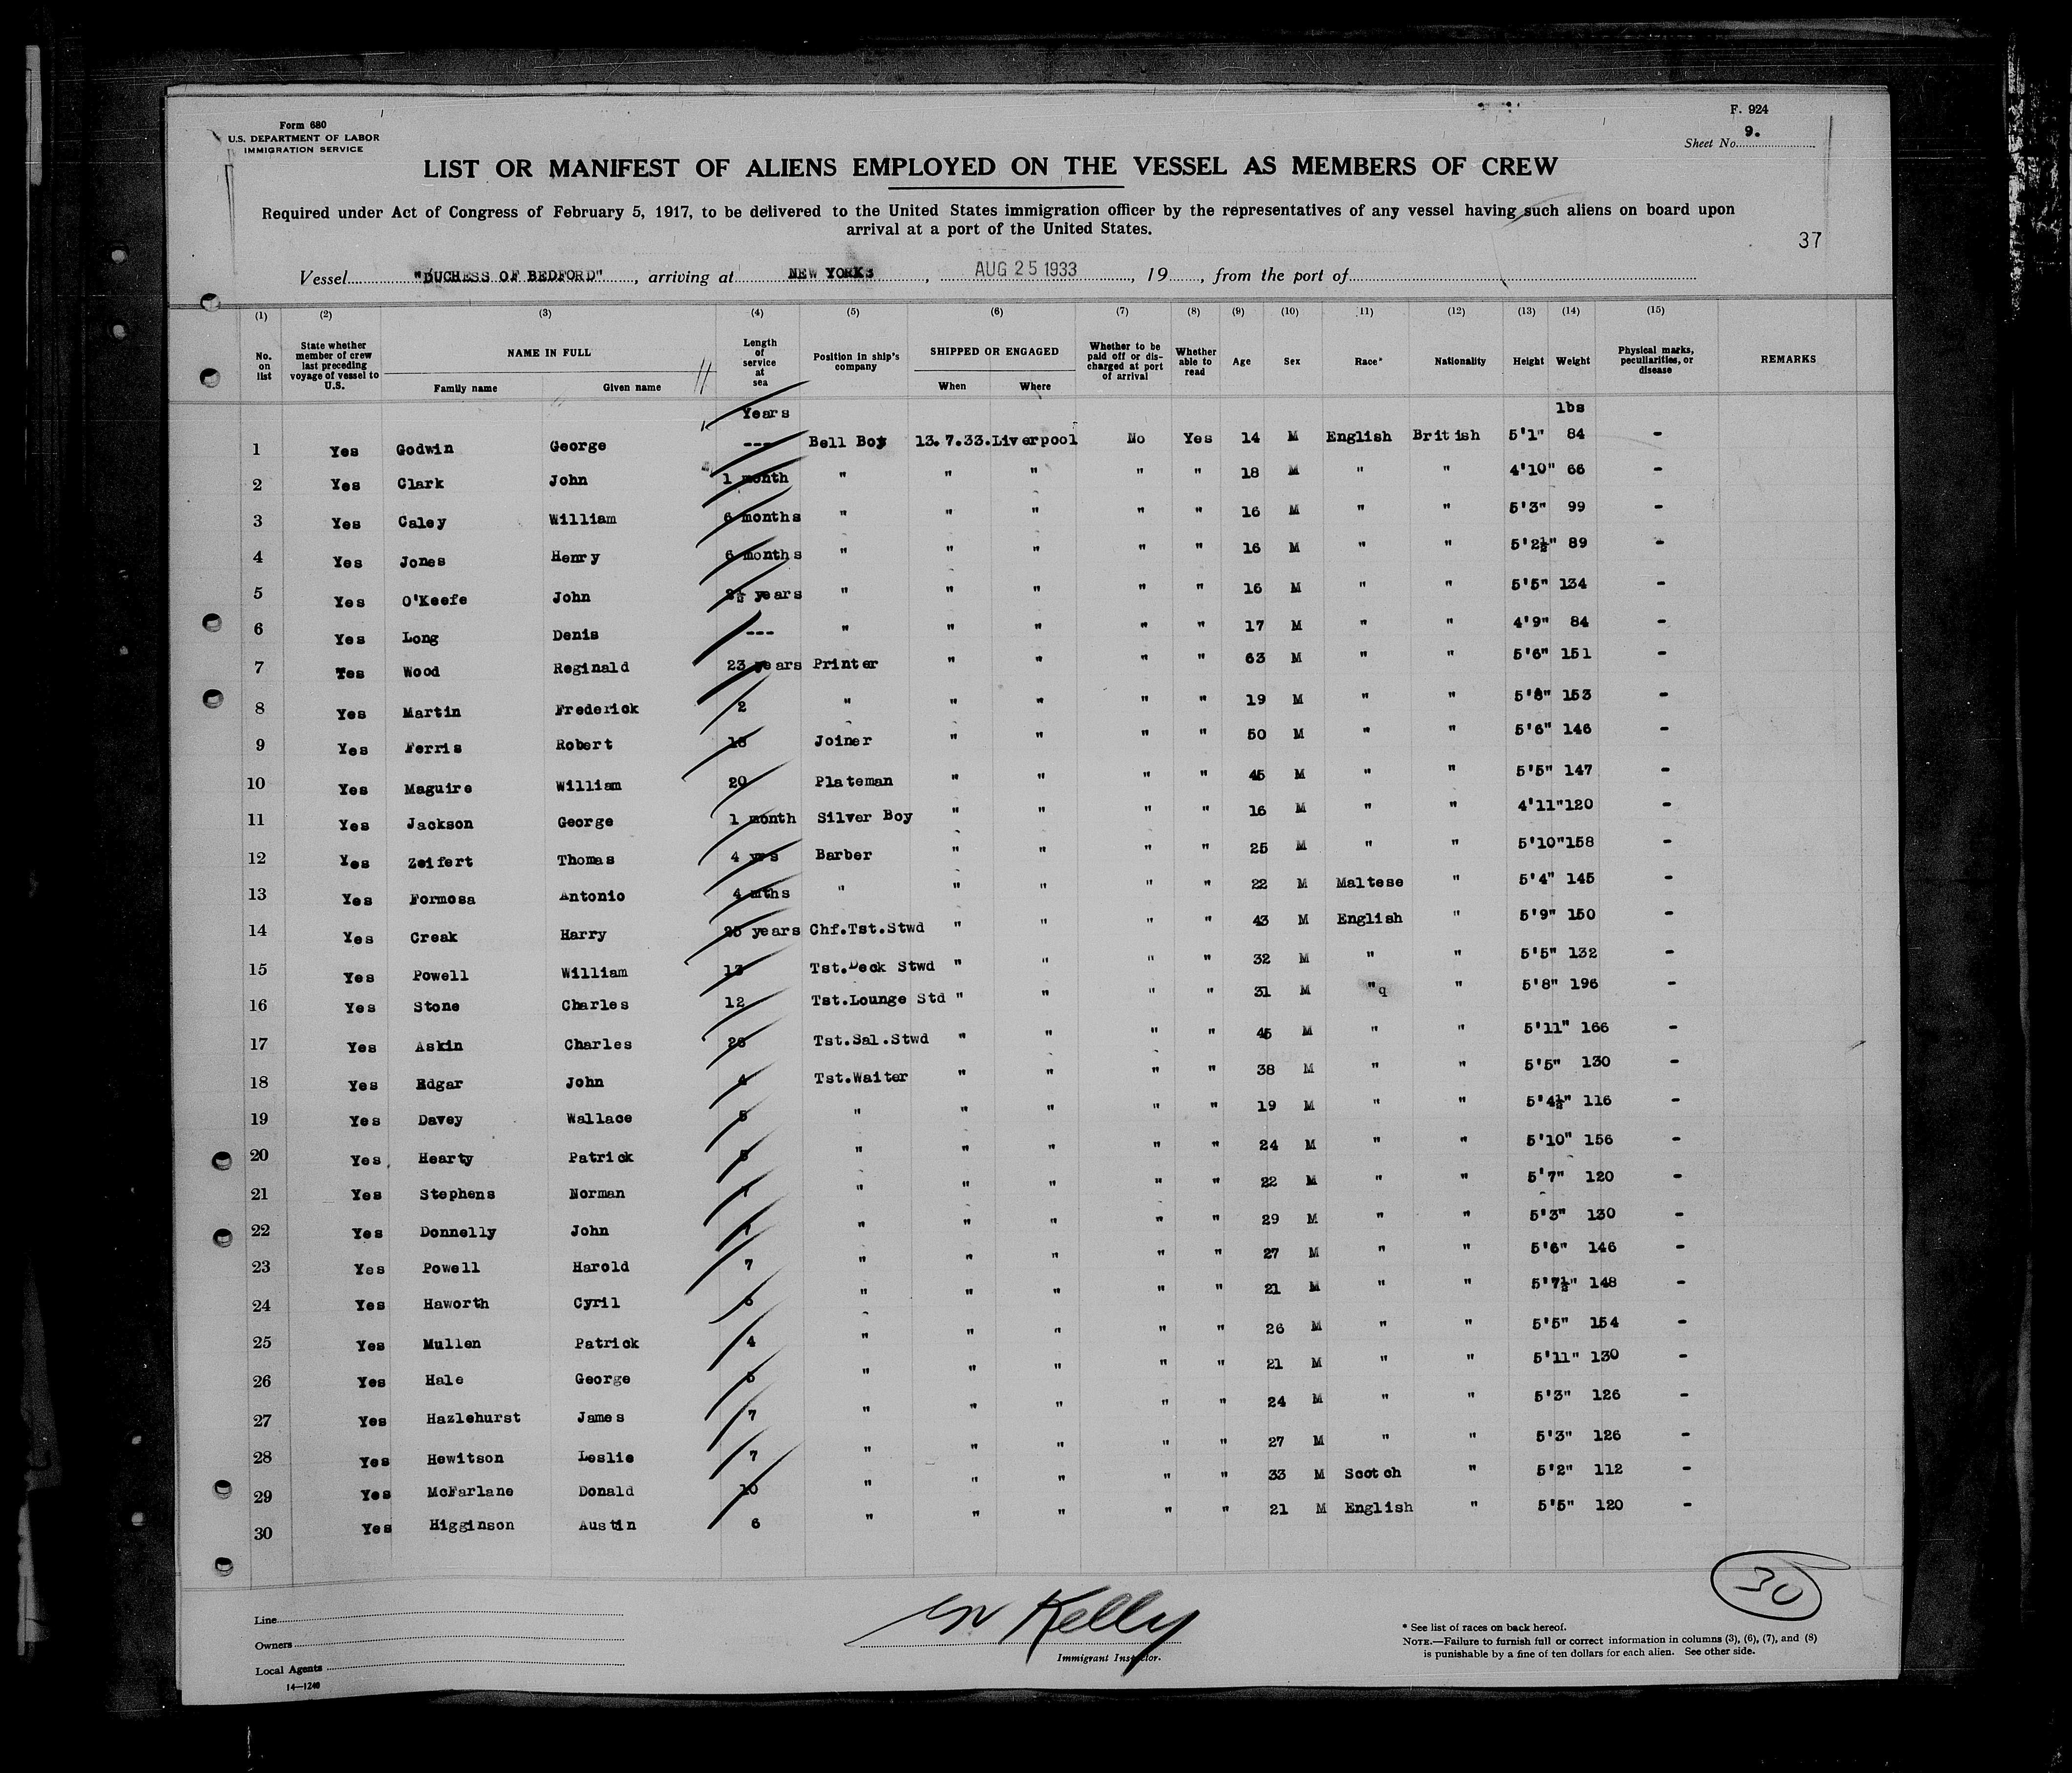 F. 924
Form 680
U.S. DEPARTMENT OF LABOR
IMMIGRATION SERVICE
Sheet No. 9.
LIST OR MANIFEST OF ALIENS EMPLOYED ON THE VESSEL AS MEMBERS OF CREW
Required under Act of Congress of February 5, 1917, to be delivered to the United States immigration officer by the representatives of any vessel having such aliens on board upon
arrival at a port of the United States.
37
Vessel "DUCHESS OF BEDFORD", arriving at NEW YORK, AUG 25 1933, 19, from the port of
(1) (2) (3) (4) (5) (6) (7) (8) (9) (10) 11) (12) (13) (14) (15)
No. on list State whether member of crew last preceding voyage of vessel to U.S. NAME IN FULL Family name Given name Length of service at sea Position in ship's company SHIPPED OR ENGAGED When Where Whether to be paid off or discharged at port of arrival Whether able to read Age Sex Race* Nationality Height Weight Physical marks, peculiarities, or disease REMARKS
Years lbs
1 Yes Godwin George --- Bell Boy 13.7.33. Liverpool No Yes 14 M English British 5'1" 84 -
2 Yes Clark John 1 month " " " " " 18 M " " 4'10" 66 -
3 Yes Caley William 6 months " " " " " 16 M " " 5'3" 99 -
4 Yes Jones Henry 6 months " " " " " 16 M " " 5'2½" 89 -
5 Yes O'Keefe John years " " " " " 16 M " " 5'5" 134 -
6 Yes Long Denis --- " " " " " 17 M " " 4'9" 84 -
7 Yes Wood Reginald 23 years Printer " " " " 63 M " " 5'6" 151 -
8 Yes Martin Frederick 2 " " " " " 19 M " " 5'8" 153 -
9 Yes Ferris Robert Joiner " " " " 50 M " " 5'6" 146 -
10 Yes Maguire William 20 Plateman " " " " 45 M " " 5'5" 147 -
11 Yes Jackson George 1 month Silver Boy " " " " 16 M " " 4'11" 120 -
12 Yes Zeifert Thomas 4 yrs Barber " " " " 25 M " " 5'10" 158 -
13 Yes Formosa Antonio 4 mths " " " " " 22 M Maltese " 5'4" 145 -
14 Yes Creak Harry 25 years Chf.Tst.Stwd " " " " 43 M English " 5'9" 150 -
15 Yes Powell William 13 Tst.Deck Stwd " " " " 32 M " " 5'5" 132 -
16 Yes Stone Charles 12 Tst.Lounge Std " " " " 31 M "q " 5'8" 196 -
17 Yes Askin Charles 26 Tst.Sal.Stwd " " " " 45 M " " 5'11" 166 -
18 Yes Edgar John 4 Tst.Waiter " " " " 38 M " " 5'5" 130 -
19 Yes Davey Wallace 5 " " " " " 19 M " " 5'4½" 116 -
20 Yes Hearty Patrick 5 " " " " " 24 M " " 5'10" 156 -
21 Yes Stephens Norman 7 " " " " " 22 M " " 5'7" 120 -
22 Yes Donnelly John 7 " " " " " 29 M " " 5'3" 130 -
23 Yes Powell Harold 7 " " " " " 27 M " " 5'6" 146 -
24 Yes Haworth Cyril 6 " " " " " 21 M " " 5'7½" 148 -
25 Yes Mullen Patrick 4 " " " " " 26 M " " 5'5" 154 -
26 Yes Hale George 5 " " " " " 21 M " " 5'11" 130 -
27 Yes Hazlehurst James 7 " " " " " 24 M " " 5'3" 126 -
28 Yes Hewitson Leslie 7 " " " " " 27 M " " 5'3" 126 -
29 Yes McFarlane Donald 10 " " " " " 33 M Scotch " 5'2" 112 -
30 Yes Higginson Austin 6 " " " " " 21 M English " 5'5" 120 -
30
Line
Owners
Local Agents
14—1240
W Kelly
Immigrant Inspector.
* See list of races on back hereof.
NOTE.—Failure to furnish full or correct information in columns (3), (6), (7), and (8)
is punishable by a fine of ten dollars for each alien. See other side.